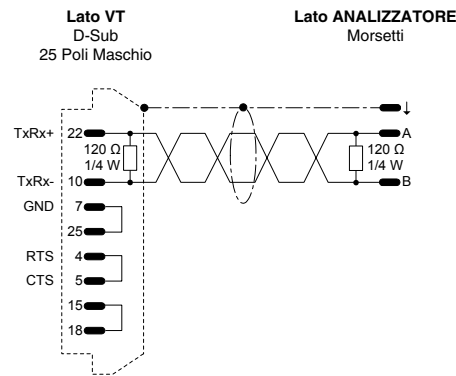 Lato VT
D-Sub
25 Poli Maschio
Lato ANALIZZATORE
Morsetti
↓
TxRx+ 22
A
120 Ω
1/4 W
120 Ω
1/4 W
TxRx- 10
B
GND 7
25
RTS 4
CTS 5
15
18